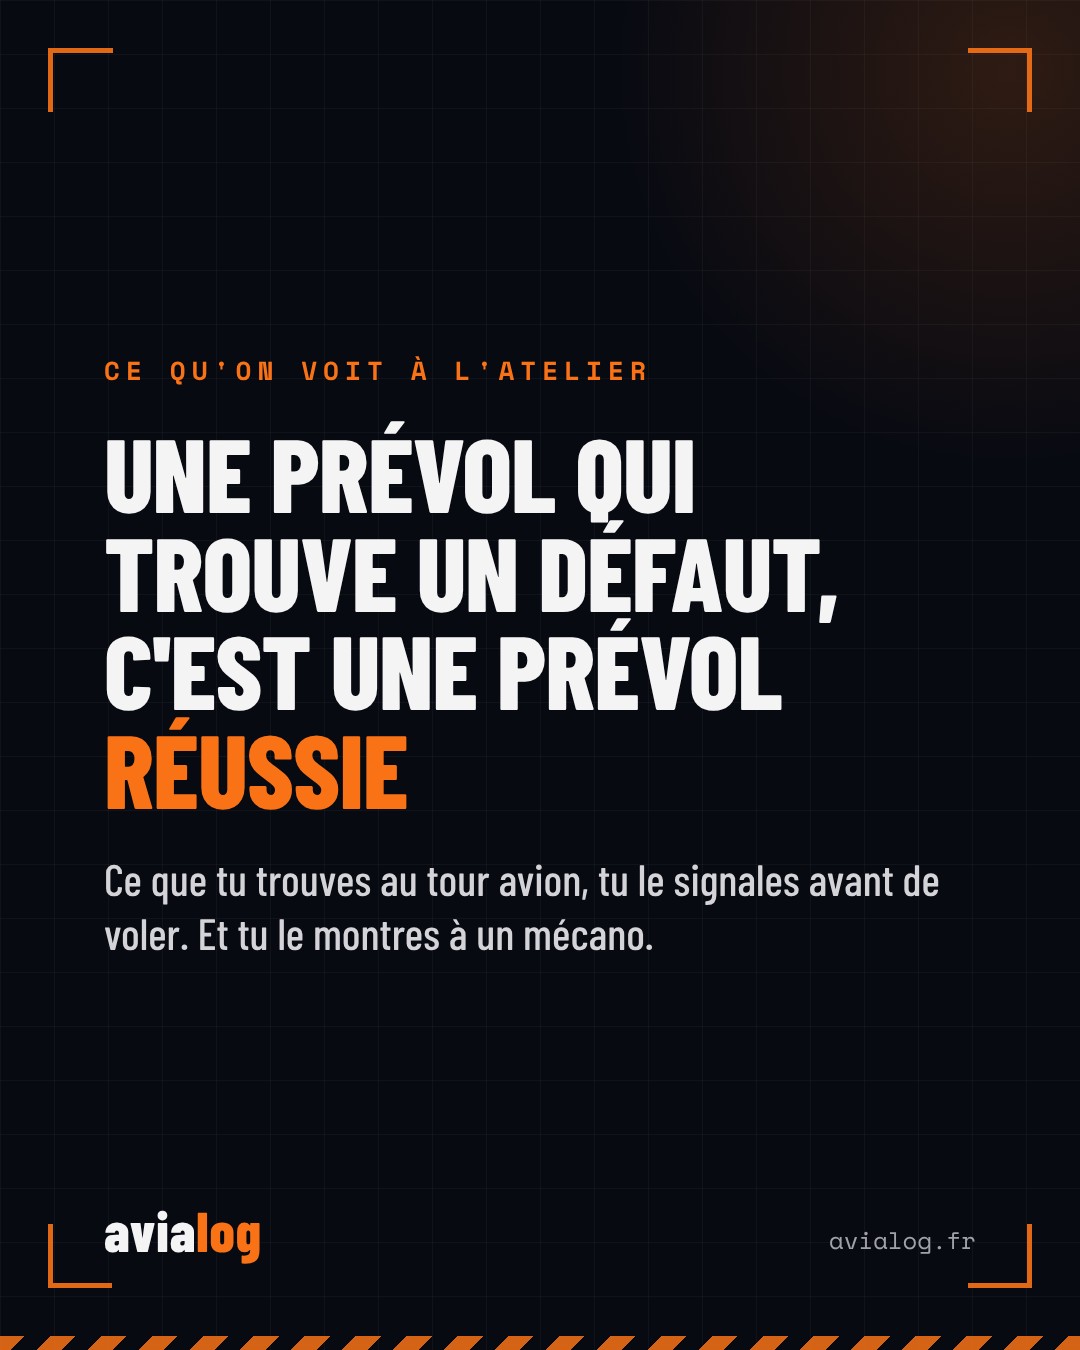 CE QU'ON VOIT À L'ATELIER
UNE PRÉVOL QUI
TROUVE UN DÉFAUT,
C'EST UNE PRÉVOL
RÉUSSIE
Ce que tu trouves au tour avion, tu le signales avant de
voler. Et tu le montres à un mécano.
avialog
avialog.fr